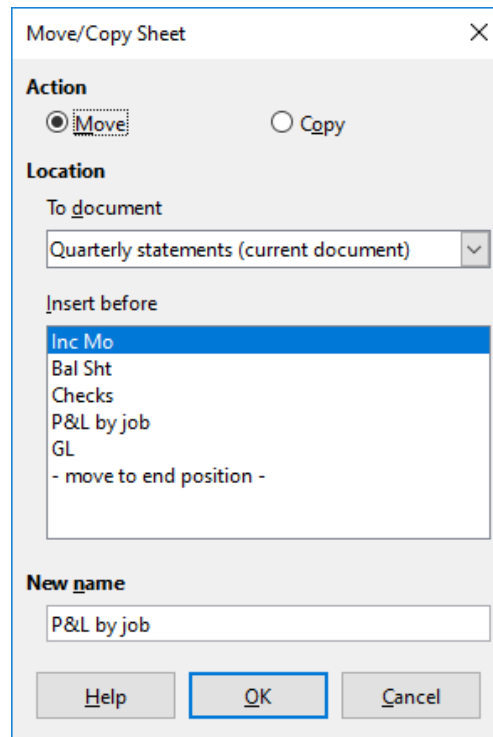 Move/Copy Sheet
Action
Move Copy
Location
To document
Quarterly statements (current document)
Insert before
Inc Mo
Bal Sht
Checks
P&L by job
GL
- move to end position -
New name
P&L by job
Help OK Cancel